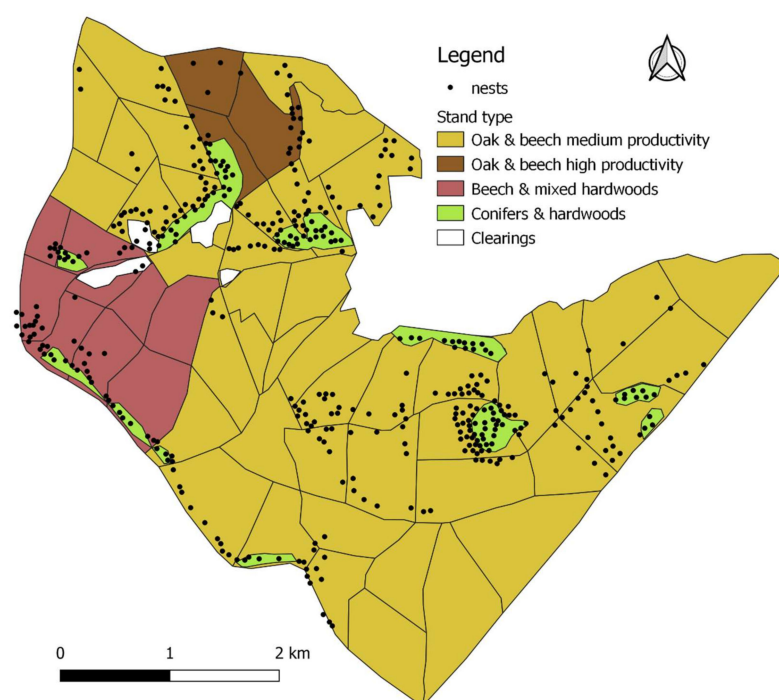 Legend
nests
Stand type
Oak & beech medium productivity
Oak & beech high productivity
Beech & mixed hardwoods
Conifers & hardwoods
Clearings
0 1 2 km